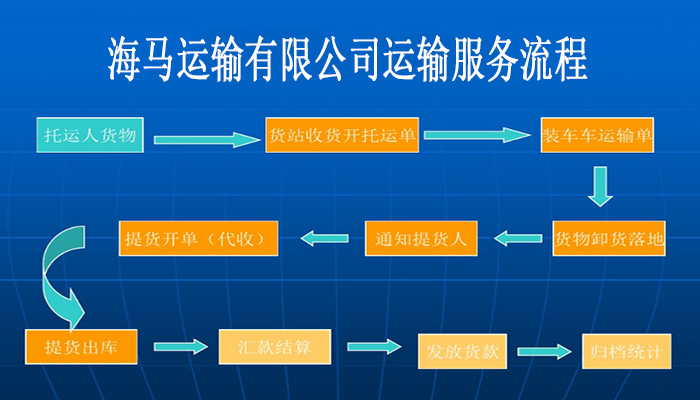 海马运输有限公司运输服务流程
托运人货物
货站收货开托运单
装车车运输单
货物卸货落地
通知提货人
提货开单（代收）
提货出库
汇款结算
发放货款
归档统计